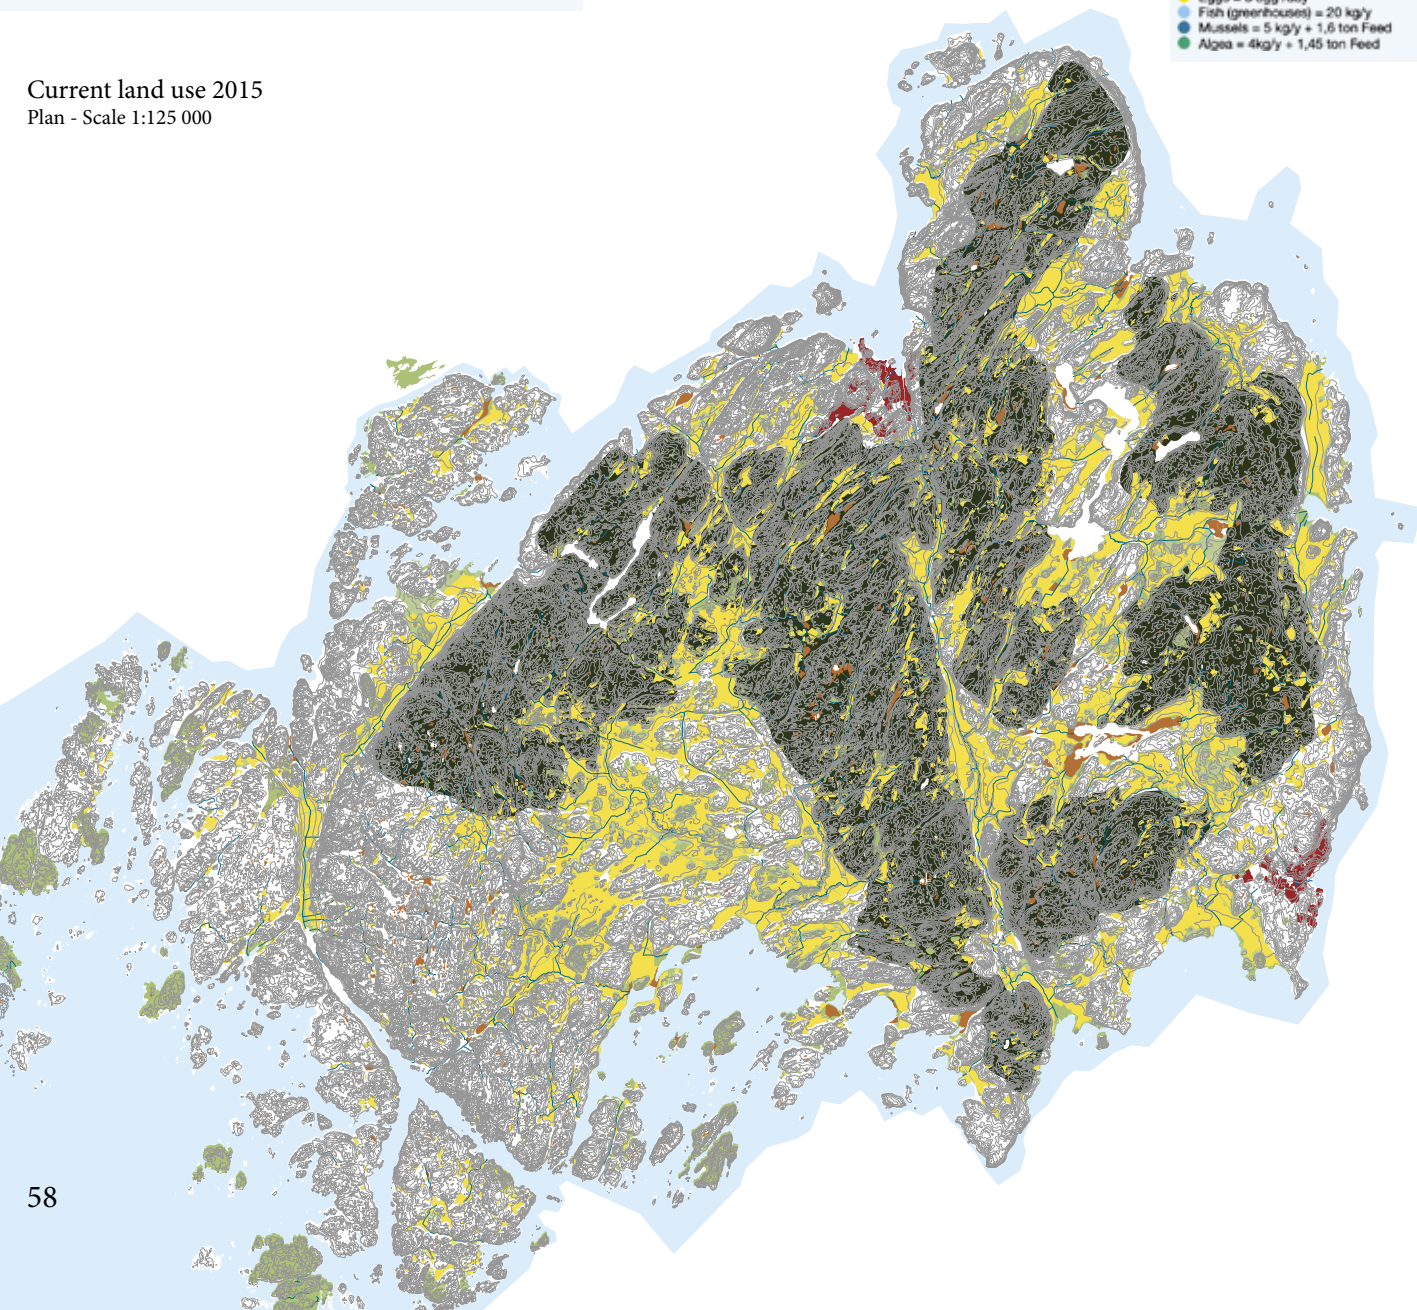 Fish (greenhouses) = 20 kg/y
Mussels = 5 kg/y + 1,6 ton Feed
Algea = 4kg/y + 1,45 ton Feed
Current land use 2015
Plan - Scale 1:125 000
58